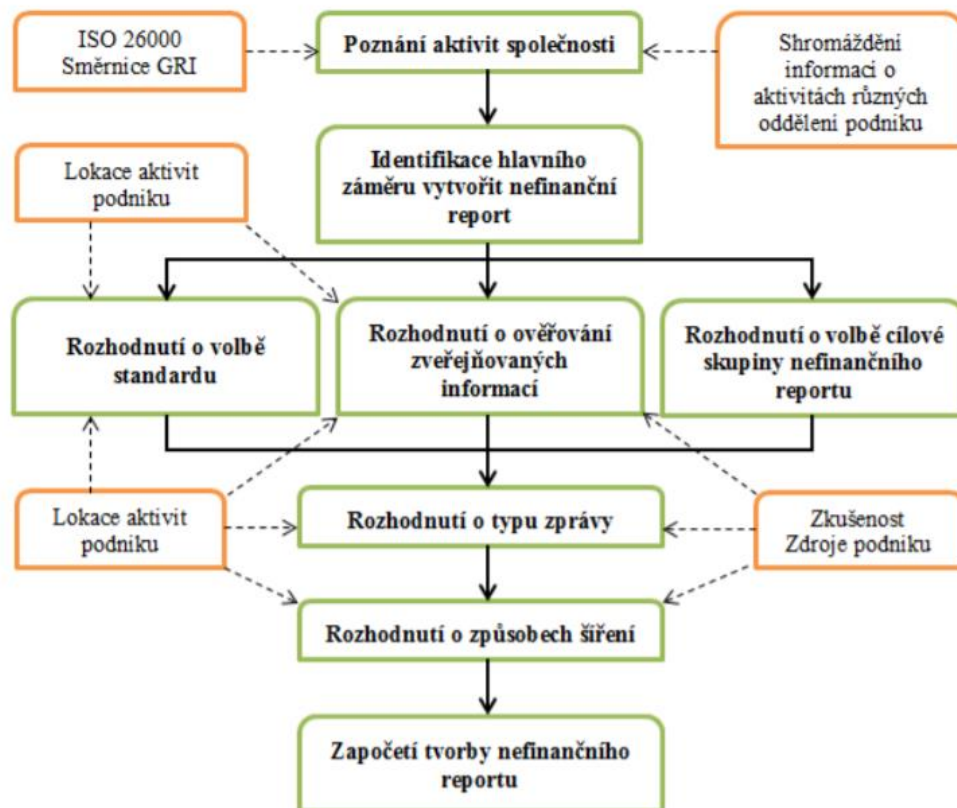 ISO 26000
Směrnice GRI
Poznání aktivit společnosti
Shromáždění
informací o
aktivitách různých
oddělení podniku
Identifikace hlavního
záměru vytvořit nefinanční
report
Lokace aktivit
podniku
Rozhodnutí o volbě
standardu
Rozhodnutí o ověřování
zveřejňovaných
informací
Rozhodnutí o volbě cílové
skupiny nefinančního
reportu
Lokace aktivit
podniku
Rozhodnutí o typu zprávy
Zkušenost
Zdroje podniku
Rozhodnutí o způsobech šíření
Započetí tvorby nefinančního
reportu